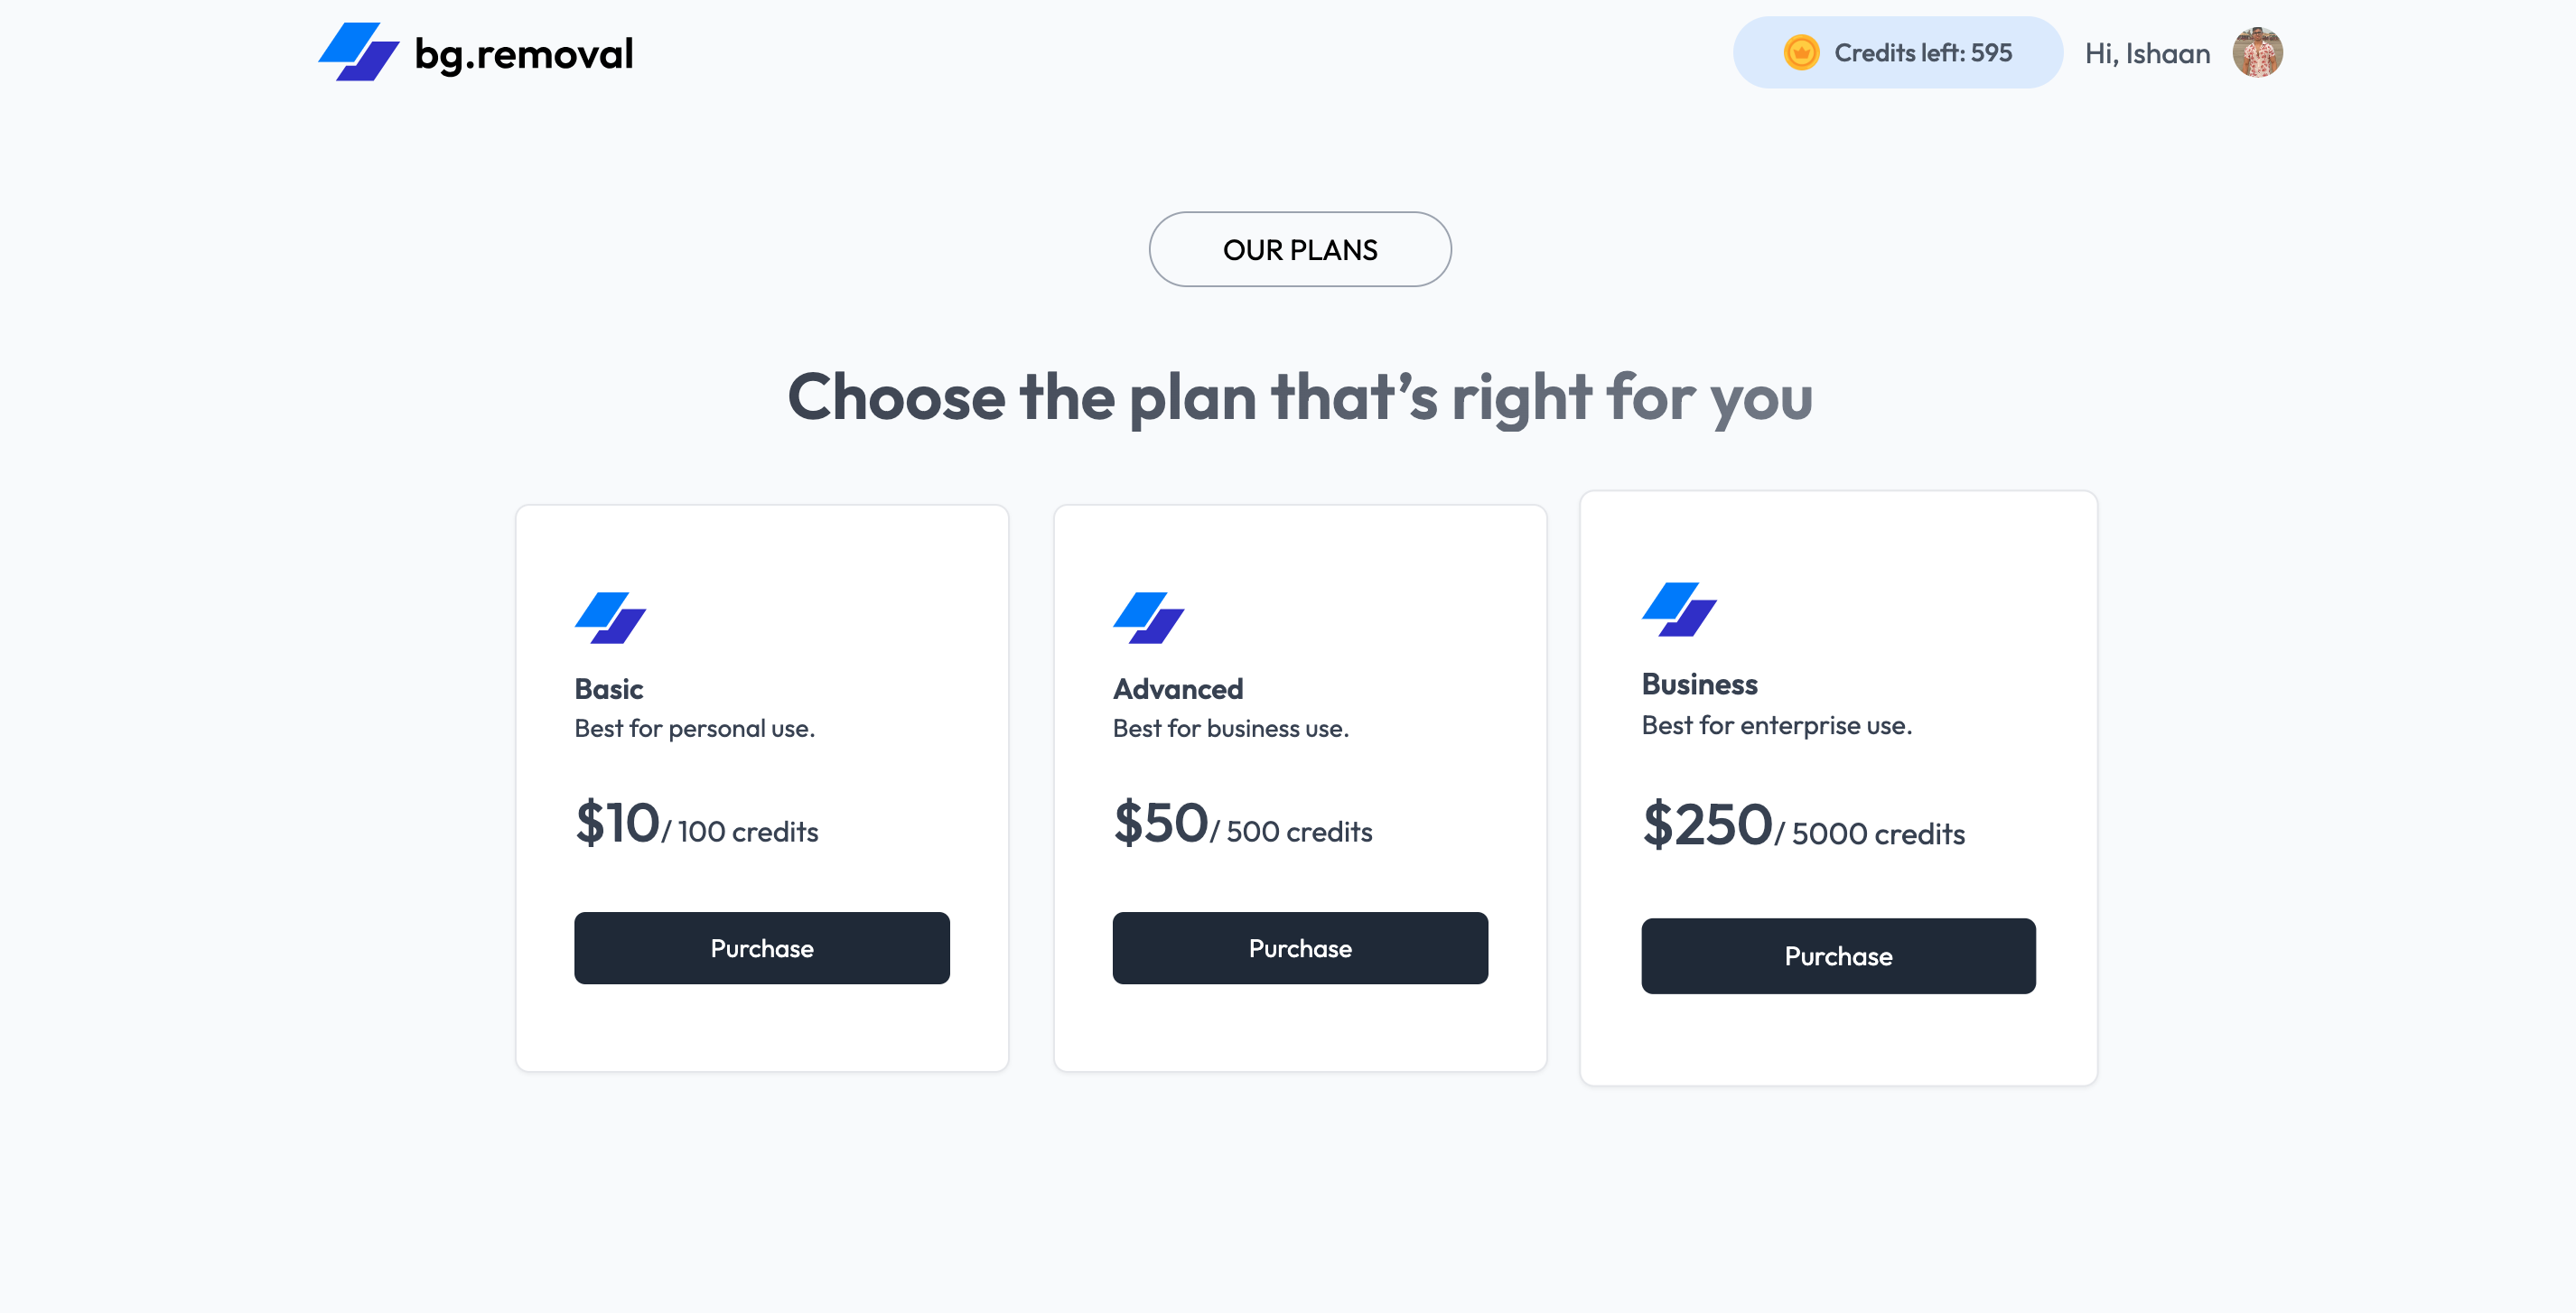 bg.removal
Credits left: 595
Hi, Ishaan
OUR PLANS
Choose the plan that’s right for you
Basic
Best for personal use.
$10/ 100 credits
Purchase
Advanced
Best for business use.
$50/ 500 credits
Purchase
Business
Best for enterprise use.
$250/ 5000 credits
Purchase